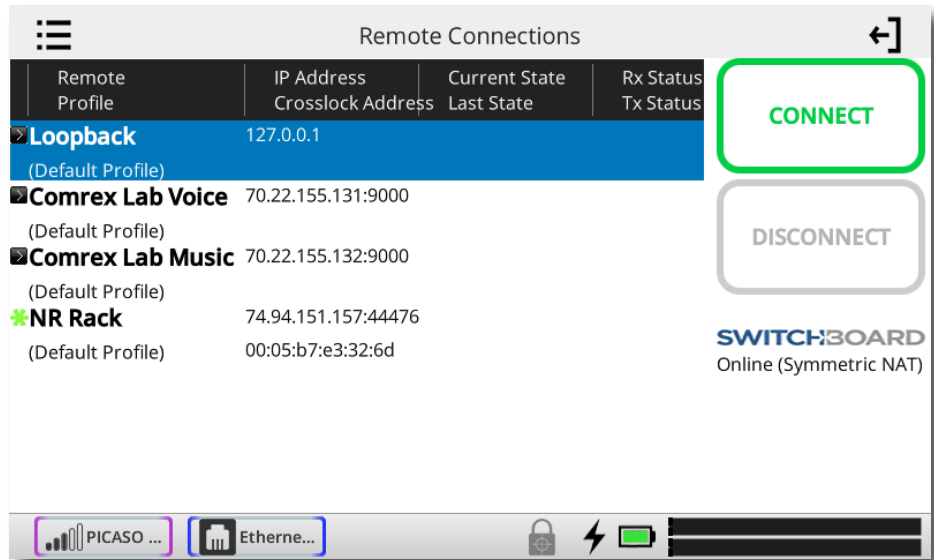 Remote Connections
Remote IP Address Current State Rx Status
Profile Crosslock Address Last State Tx Status
CONNECT
Loopback 127.0.0.1
(Default Profile)
Comrex Lab Voice 70.22.155.131:9000
(Default Profile)
DISCONNECT
Comrex Lab Music 70.22.155.132:9000
(Default Profile)
NR Rack 74.94.151.157:44476
(Default Profile) 00:05:b7:e3:32:6d
SWITCHBOARD
Online (Symmetric NAT)
PICASO ... Etherne...